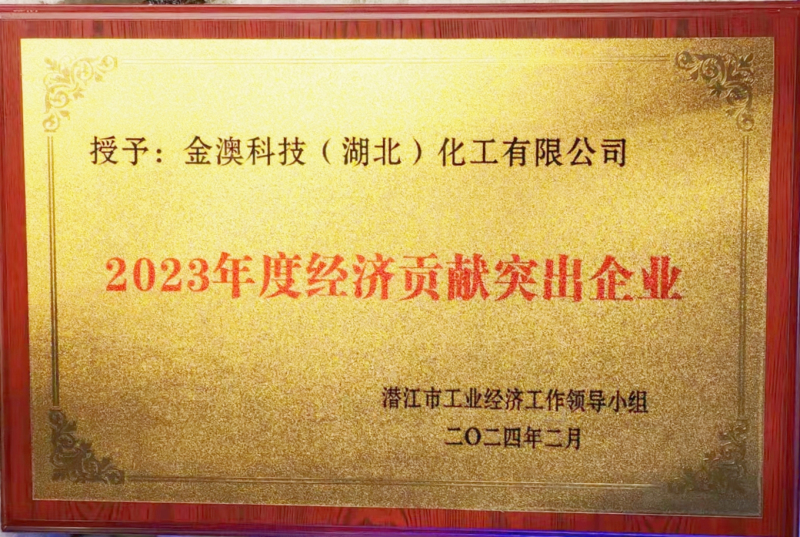 授予：金澳科技（湖北）化工有限公司
2023年度经济贡献突出企业
潜江市工业经济工作领导小组
二〇二四年二月